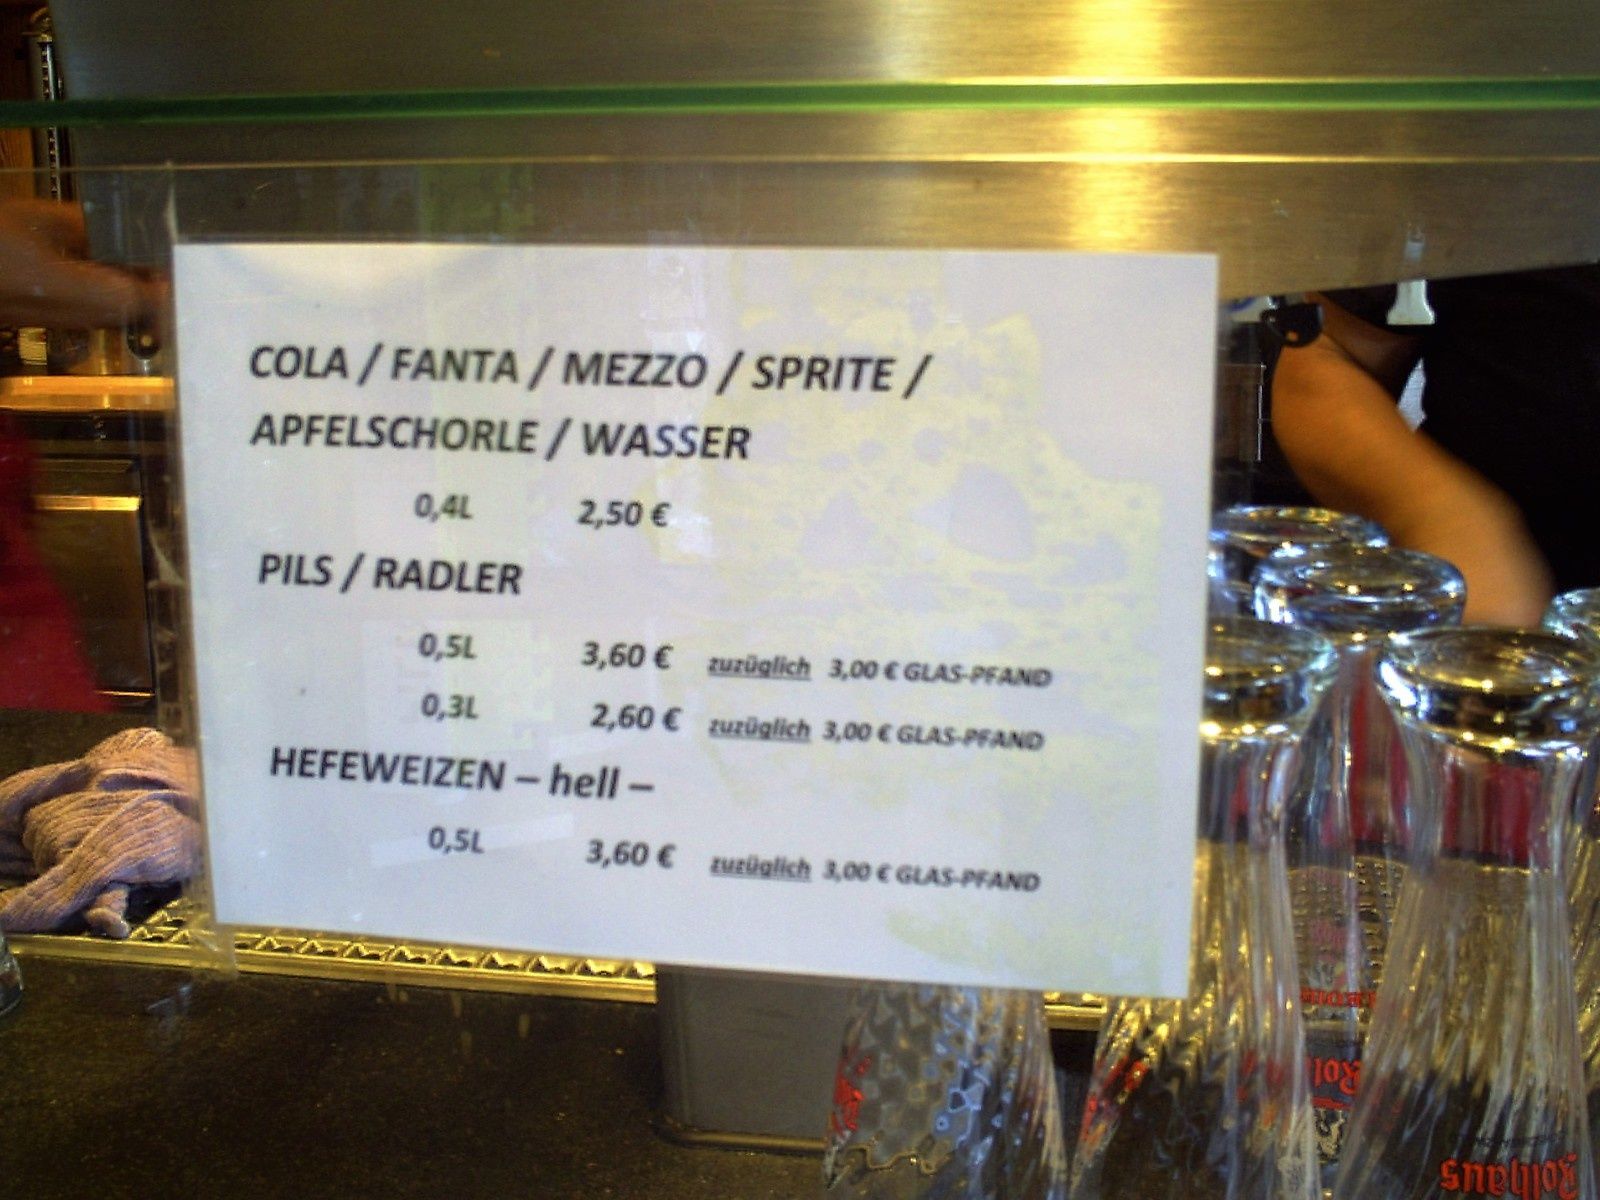 COLA / FANTA / MEZZO / SPRITE /
APFELSCHORLE / WASSER
0,4L 2,50 €
PILS / RADLER
0,5L 3,60 € zuzüglich 3,00 € GLAS-PFAND
0,3L 2,60 € zuzüglich 3,00 € GLAS-PFAND
HEFEWEIZEN – hell –
0,5L 3,60 € zuzüglich 3,00 € GLAS-PFAND
Rolhaus